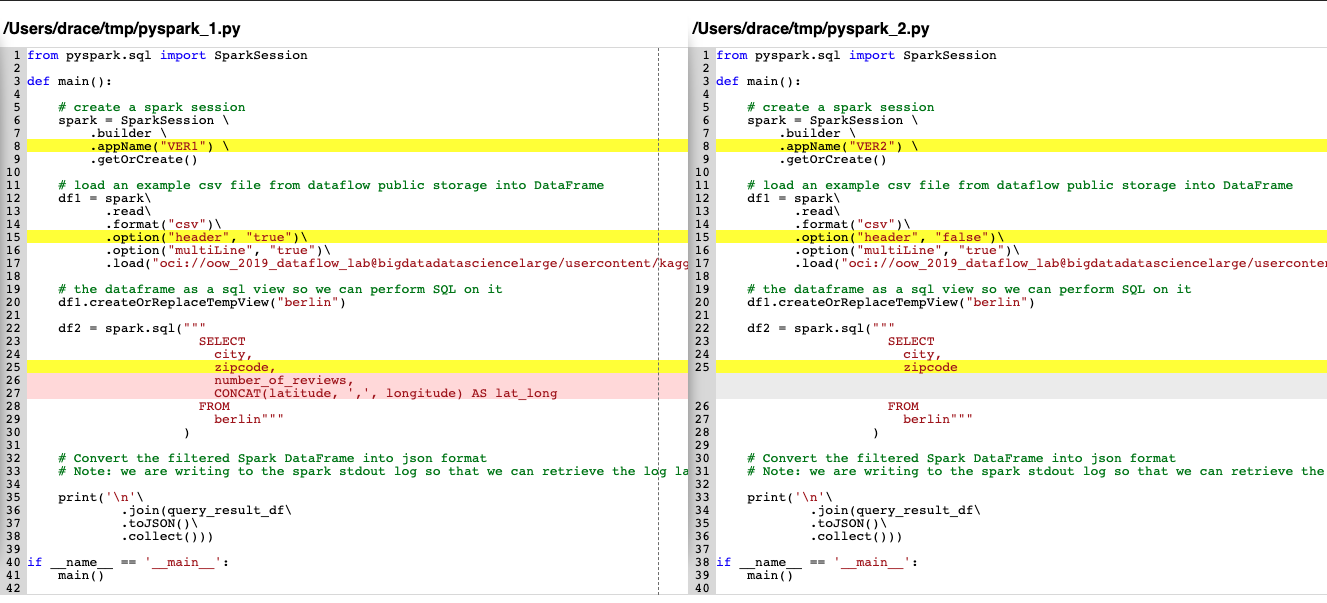 /Users/drace/tmp/pyspark_1.py
1 from pyspark.sql import SparkSession
2
3 def main():
4
5     # create a spark session
6     spark = SparkSession \
7         .builder \
8         .appName("VER1") \
9         .getOrCreate()
10
11     # load an example csv file from dataflow public storage into DataFrame
12     df1 = spark\
13           .read\
14           .format("csv")\
15           .option("header", "true")\
16           .option("multiLine", "true")\
17           .load("oci://oow_2019_dataflow_lab@bigdatadatasciencelarge/usercontent/kagg
18
19     # the dataframe as a sql view so we can perform SQL on it
20     df1.createOrReplaceTempView("berlin")
21
22     df2 = spark.sql("""
23                       SELECT
24                         city,
25                         zipcode,
26                         number_of_reviews,
27                         CONCAT(latitude, ',', longitude) AS lat_long
28                       FROM
29                         berlin"""
30                     )
31
32     # Convert the filtered Spark DataFrame into json format
33     # Note: we are writing to the spark stdout log so that we can retrieve the log la
34
35     print('\n'\
36             .join(query_result_df\
37             .toJSON()\
38             .collect()))
39
40 if __name__ == '__main__':
41     main()
42
/Users/drace/tmp/pyspark_2.py
1 from pyspark.sql import SparkSession
2
3 def main():
4
5     # create a spark session
6     spark = SparkSession \
7         .builder \
8         .appName("VER2") \
9         .getOrCreate()
10
11     # load an example csv file from dataflow public storage into DataFrame
12     df1 = spark\
13           .read\
14           .format("csv")\
15           .option("header", "false")\
16           .option("multiLine", "true")\
17           .load("oci://oow_2019_dataflow_lab@bigdatadatasciencelarge/userconter
18
19     # the dataframe as a sql view so we can perform SQL on it
20     df1.createOrReplaceTempView("berlin")
21
22     df2 = spark.sql("""
23                       SELECT
24                         city,
25                         zipcode
26                       FROM
27                         berlin"""
28                     )
29
30     # Convert the filtered Spark DataFrame into json format
31     # Note: we are writing to the spark stdout log so that we can retrieve the
32
33     print('\n'\
34             .join(query_result_df\
35             .toJSON()\
36             .collect()))
37
38 if __name__ == '__main__':
39     main()
40